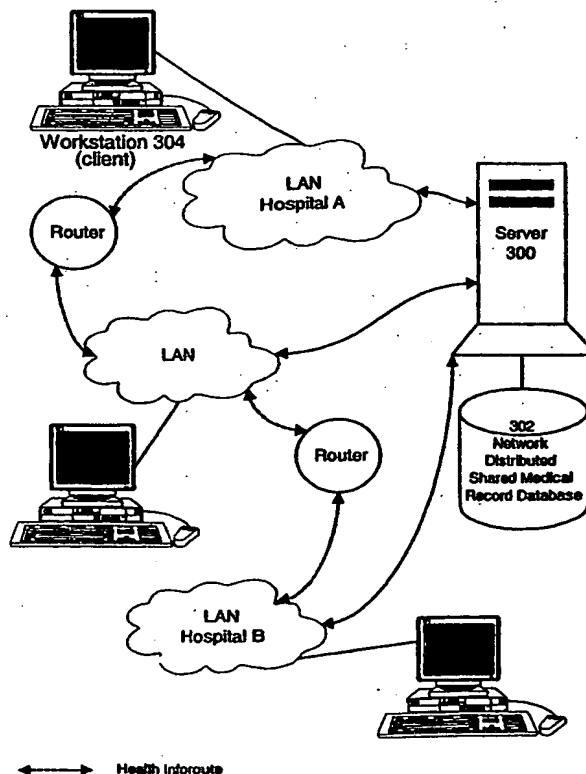 Workstation 304
(client)
LAN
Hospital A
Router
Server
300
LAN
302
Network
Distributed
Shared Medical
Record Database
Router
LAN
Hospital B
Health Inforoute